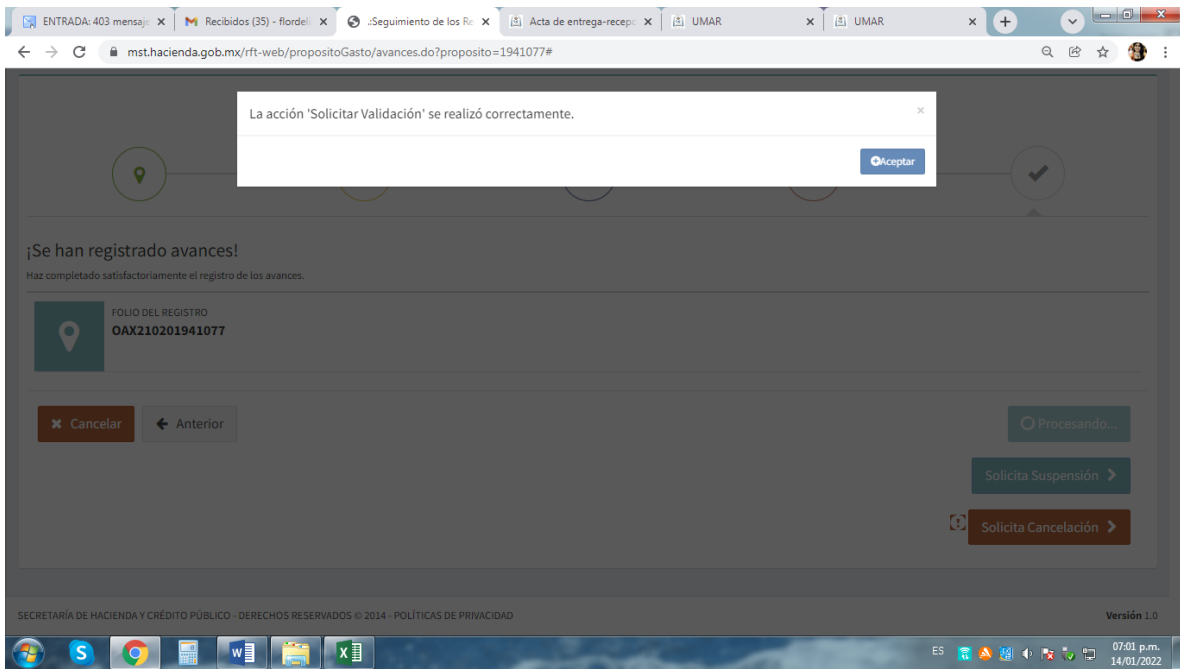 ENTRADA: 403 mensaje
Recibidos (35) - flordeli
.:Seguimiento de los Re
Acta de entrega-recepc
UMAR
UMAR
mst.hacienda.gob.mx/rft-web/propositoGasto/avances.do?proposito=1941077#
La acción 'Solicitar Validación' se realizó correctamente.
Aceptar
¡Se han registrado avances!
Haz completado satisfactoriamente el registro de los avances.
FOLIO DEL REGISTRO
OAX210201941077
Cancelar
Anterior
Procesando...
Solicita Suspensión
Solicita Cancelación
SECRETARÍA DE HACIENDA Y CRÉDITO PÚBLICO - DERECHOS RESERVADOS © 2014 - POLÍTICAS DE PRIVACIDAD
Versión 1.0
ES
07:01 p.m.
14/01/2022